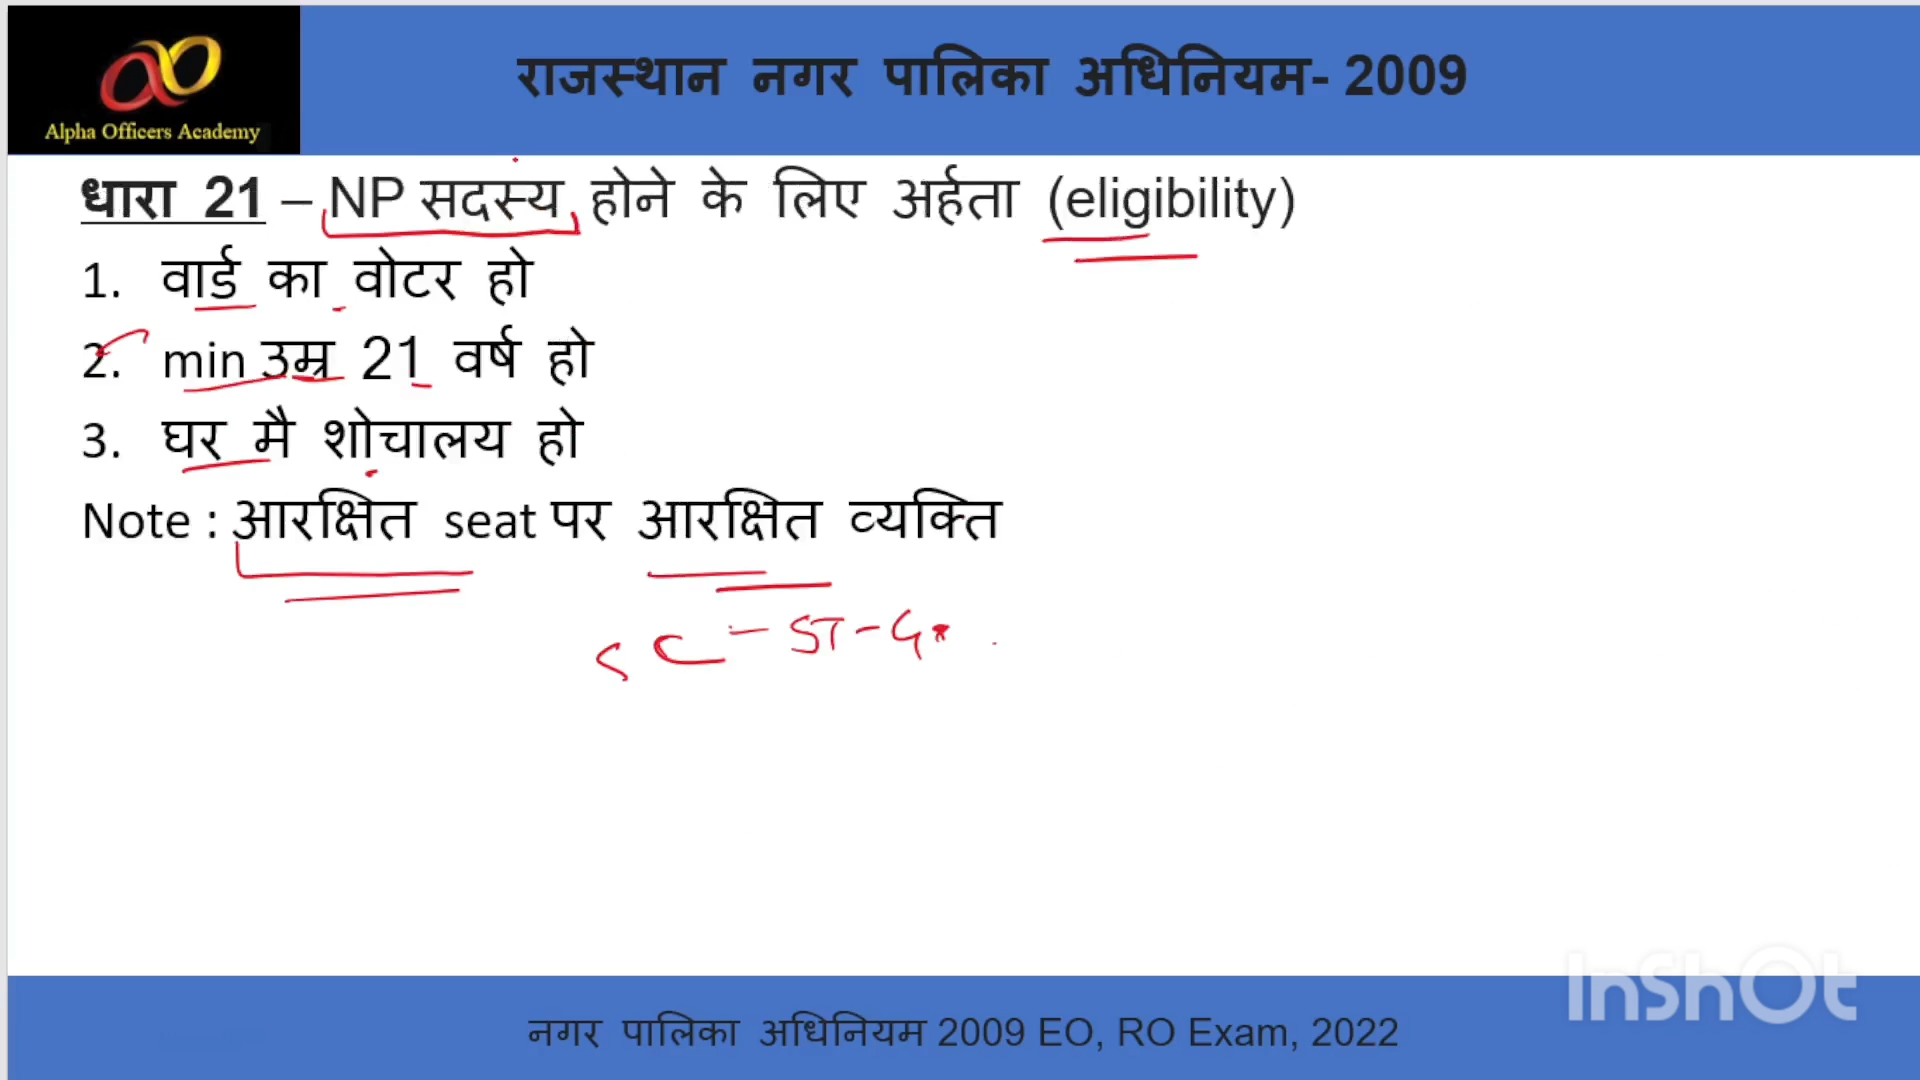 Alpha Officers Academy
राजस्थान नगर पालिका अधिनियम- 2009
धारा 21 – NP सदस्य होने के लिए अर्हता (eligibility)
1. वार्ड का वोटर हो
2. min उम्र 21 वर्ष हो
3. घर मै शोचालय हो
Note : आरक्षित seat पर आरक्षित व्यक्ति
SC - ST -
InShOt
नगर पालिका अधिनियम 2009 EO, RO Exam, 2022